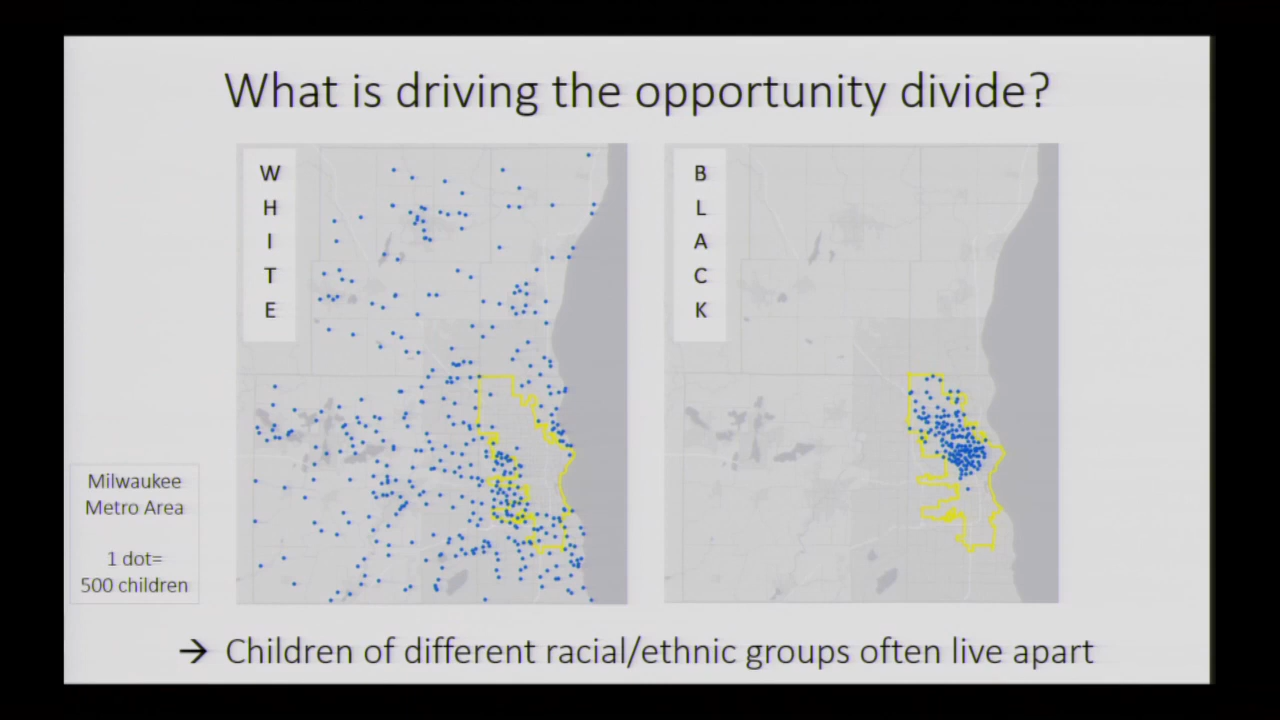 What is driving the opportunity divide?
W
H
I
T
E
B
L
A
C
K
Milwaukee
Metro Area
1 dot=
500 children
→ Children of different racial/ethnic groups often live apart